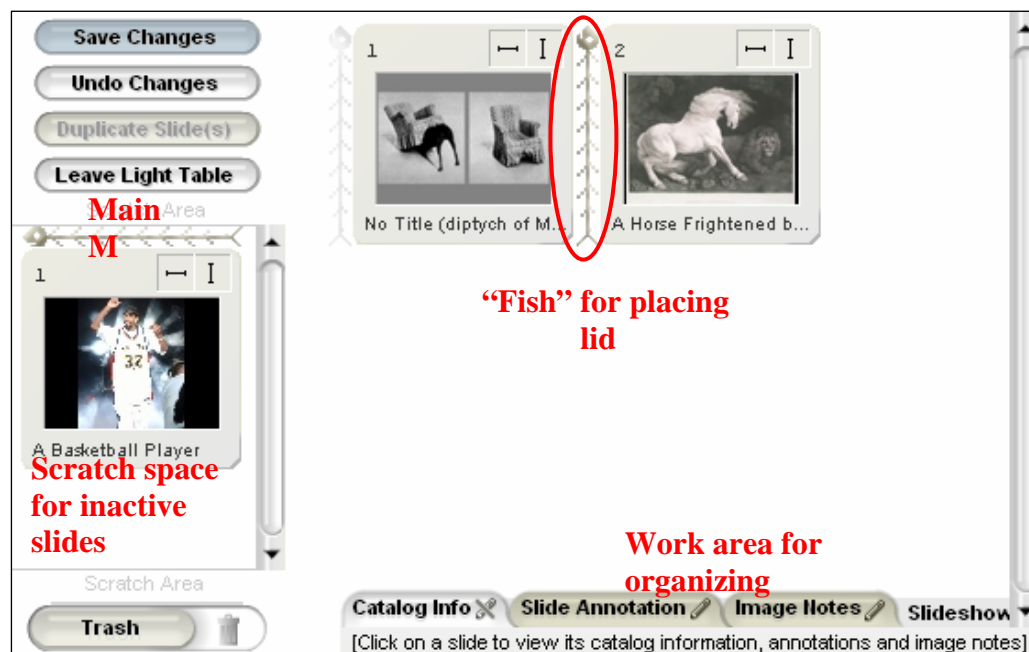 Save Changes
Undo Changes
Duplicate Slide(s)
Leave Light Table
Main
M
Area
1
A Basketball Player
Scratch space
for inactive
slides
Scratch Area
Trash
1
No Title (diptych of M...
2
A Horse Frightened b...
“Fish” for placing
lid
Work area for
organizing
Catalog Info Slide Annotation Image Notes Slideshow
[Click on a slide to view its catalog information, annotations and image notes]